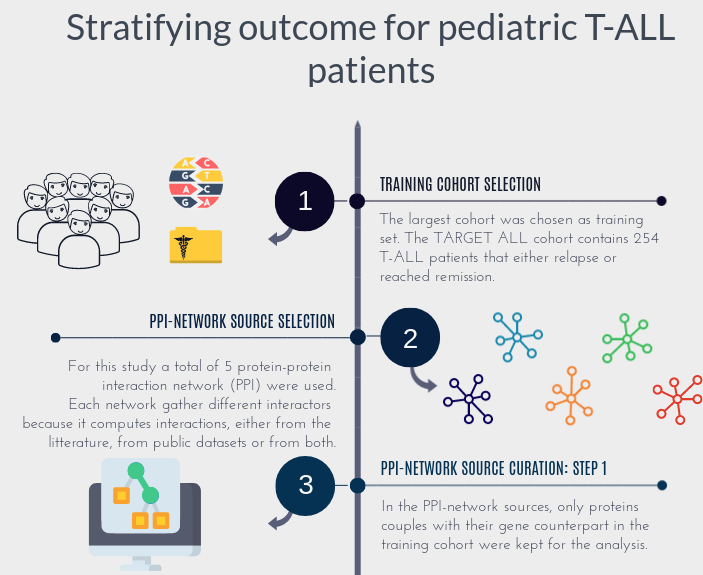 Stratifying outcome for pediatric T-ALL
patients
A C
G T
A C
G A
1
TRAINING COHORT SELECTION
The largest cohort was chosen as training
set. The TARGET ALL cohort contains 254
T-ALL patients that either relapse or
reached remission.
PPI-NETWORK SOURCE SELECTION
2
For this study a total of 5 protein-protein
interaction network (PPI) were used.
Each network gather different interactors
because it computes interactions, either from the
litterature, from public datasets or from both.
3
PPI-NETWORK SOURCE CURATION: STEP 1
In the PPI-network sources, only proteins
couples with their gene counterpart in the
training cohort were kept for the analysis.